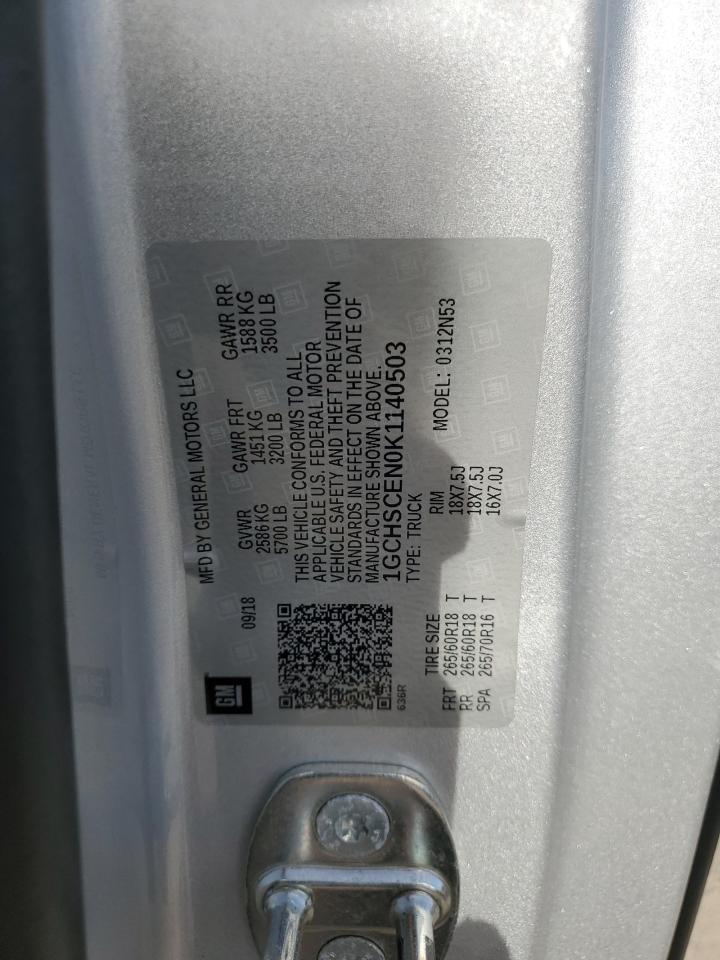 GM
MFD BY GENERAL MOTORS LLC
09/18
GVWR GAWR FRT GAWR RR
2586 KG 1451 KG 1588 KG
5700 LB 3200 LB 3500 LB
THIS VEHICLE CONFORMS TO ALL
APPLICABLE U.S. FEDERAL MOTOR
VEHICLE SAFETY AND THEFT PREVENTION
STANDARDS IN EFFECT ON THE DATE OF
MANUFACTURE SHOWN ABOVE.
1GCHSCEN0K1140503
636R
TYPE: TRUCK MODEL: 0312N53
TIRE SIZE RIM
FRT 265/60R18 T 18X7.5J
RR 265/60R18 T 18X7.5J
SPA 265/70R16 T 16X7.0J